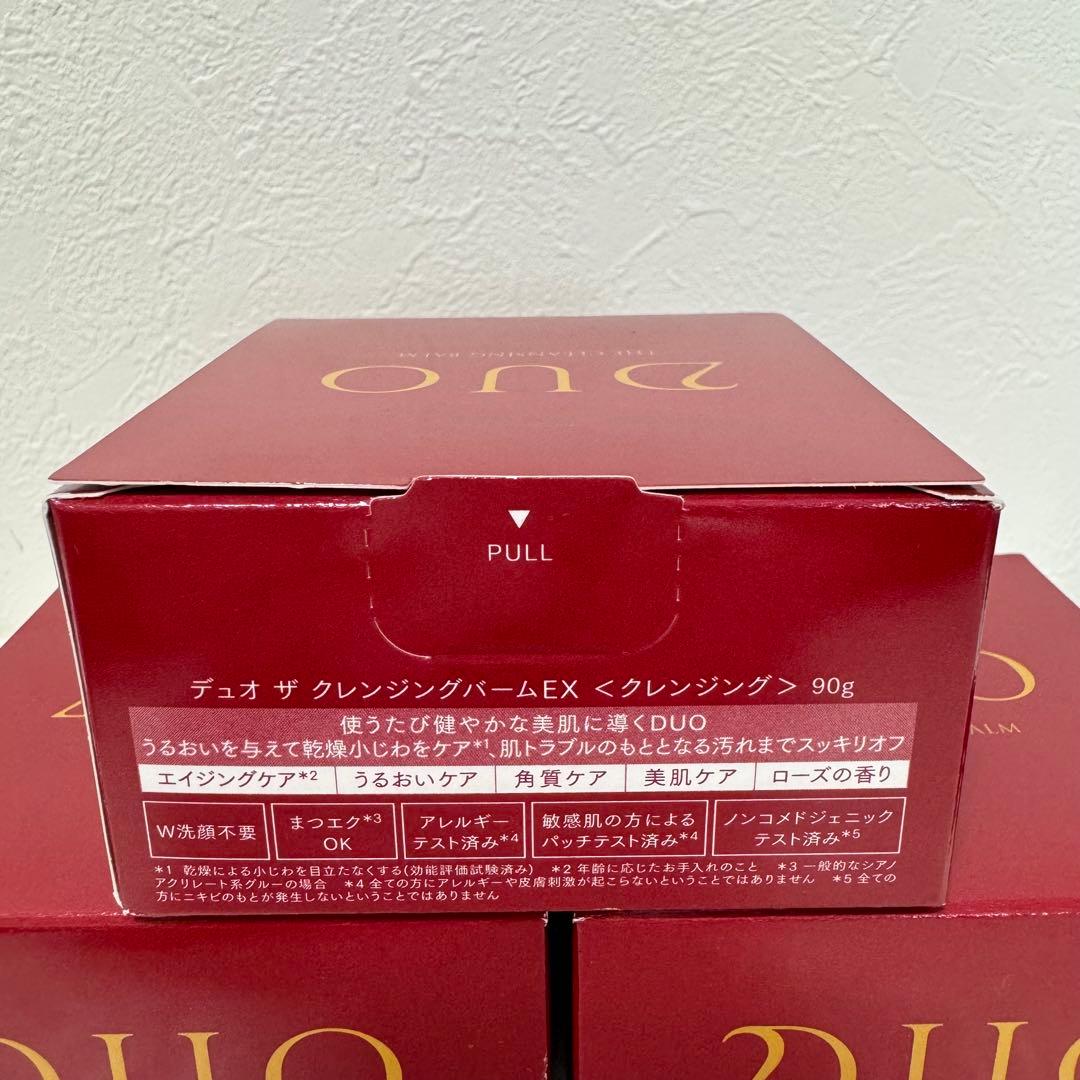 DUO
THE CLEANSING BALM
PULL
デュオ ザ クレンジングバームEX ＜クレンジング＞ 90g
使うたび健やかな美肌に導くDUO
うるおいを与えて乾燥小じわをケア*1、肌トラブルのもととなる汚れまでスッキリオフ
エイジングケア*2 うるおいケア 角質ケア 美肌ケア ローズの香り
W洗顔不要
まつエク*3
OK
アレルギー
テスト済み*4
敏感肌の方による
パッチテスト済み*4
ノンコメドジェニック
テスト済み*5
*1 乾燥による小じわを目立たなくする(効能評価試験済み) *2 年齢に応じたお手入れのこと *3 一般的なシアノ
アクリレート系グルーの場合 *4 全ての方にアレルギーや皮膚刺激が起こらないということではありません *5 全ての
方にニキビのもとが発生しないということではありません
ALM
DUO
DUO